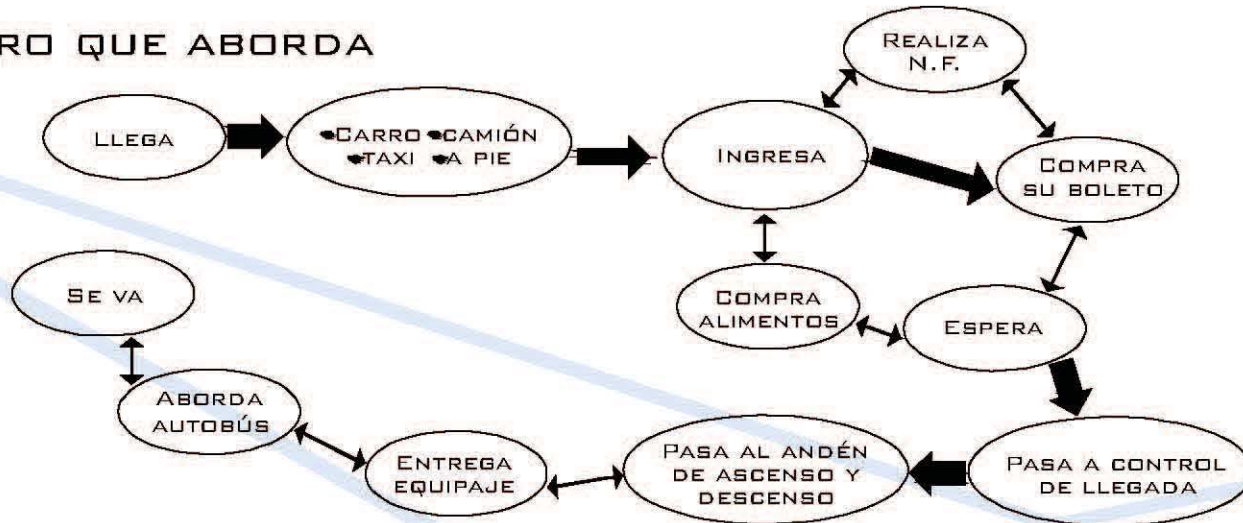 RO QUE ABORDA
LLEGA
•CARRO •CAMIÓN
•TAXI •A PIE
INGRESA
REALIZA
N.F.
COMPRA
SU BOLETO
COMPRA
ALIMENTOS
ESPERA
PASA A CONTROL
DE LLEGADA
PASA AL ANDÉN
DE ASCENSO Y
DESCENSO
ENTREGA
EQUIPAJE
ABORDA
AUTOBÚS
SE VA